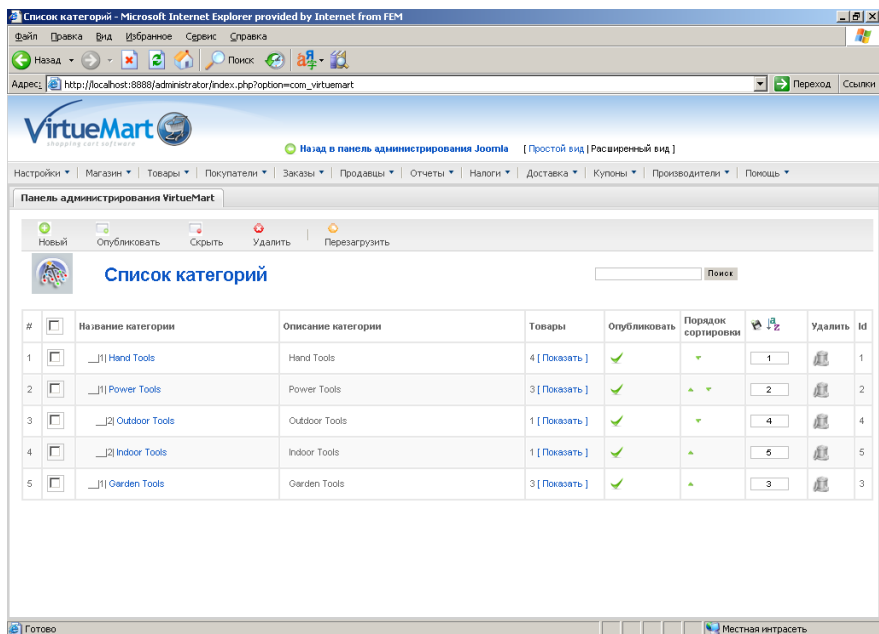 Список категорий - Microsoft Internet Explorer provided by Internet from FEM
Файл Правка Вид Избранное Сервис Справка
Назад Поиск
Адрес: http://localhost:8888/administrator/index.php?option=com_virtuemart Переход Ссылки
VirtueMart
shopping cart software
Назад в панель администрирования Joomla [ Простой вид | Расширенный вид ]
Настройки Магазин Товары Покупатели Заказы Продавцы Отчеты Налоги Доставка Купоны Производители Помощь
Панель администрирования VirtueMart
Новый Опубликовать Скрыть Удалить Перезагрузить
Список категорий Поиск
# Название категории Описание категории Товары Опубликовать Порядок сортировки a z Удалить Id
1 __|1| Hand Tools Hand Tools 4 [ Показать ] 1 1
2 __|1| Power Tools Power Tools 3 [ Показать ] 2 2
3 __|2| Outdoor Tools Outdoor Tools 1 [ Показать ] 4 4
4 __|2| Indoor Tools Indoor Tools 1 [ Показать ] 5 5
5 __|1| Garden Tools Garden Tools 3 [ Показать ] 3 3
Готово Местная интрасеть